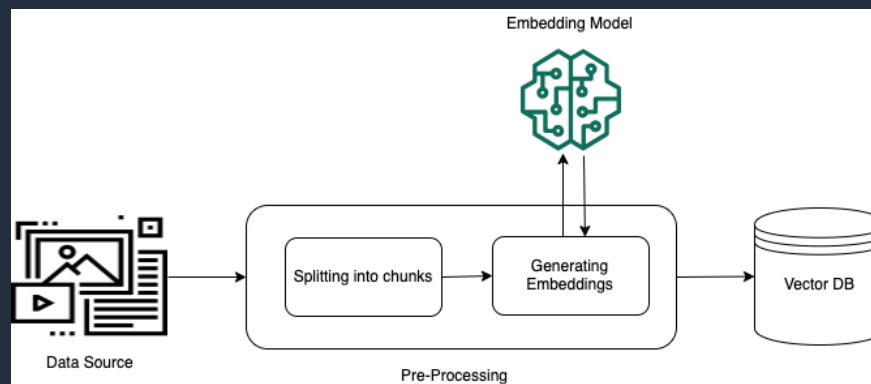 Embedding Model
Splitting into chunks
Generating
Embeddings
Vector DB
Data Source
Pre-Processing